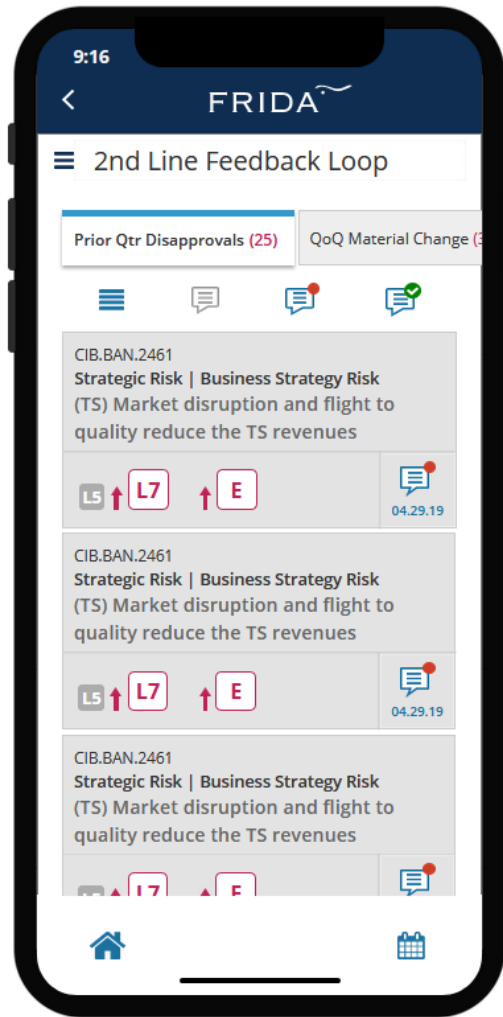 9:16
FRIDA
2nd Line Feedback Loop
Prior Qtr Disapprovals (25)
QoQ Material Change (
CIB.BAN.2461
Strategic Risk | Business Strategy Risk
(TS) Market disruption and flight to
quality reduce the TS revenues
L5 L7 E
04.29.19
CIB.BAN.2461
Strategic Risk | Business Strategy Risk
(TS) Market disruption and flight to
quality reduce the TS revenues
L5 L7 E
04.29.19
CIB.BAN.2461
Strategic Risk | Business Strategy Risk
(TS) Market disruption and flight to
quality reduce the TS revenues
L7 E